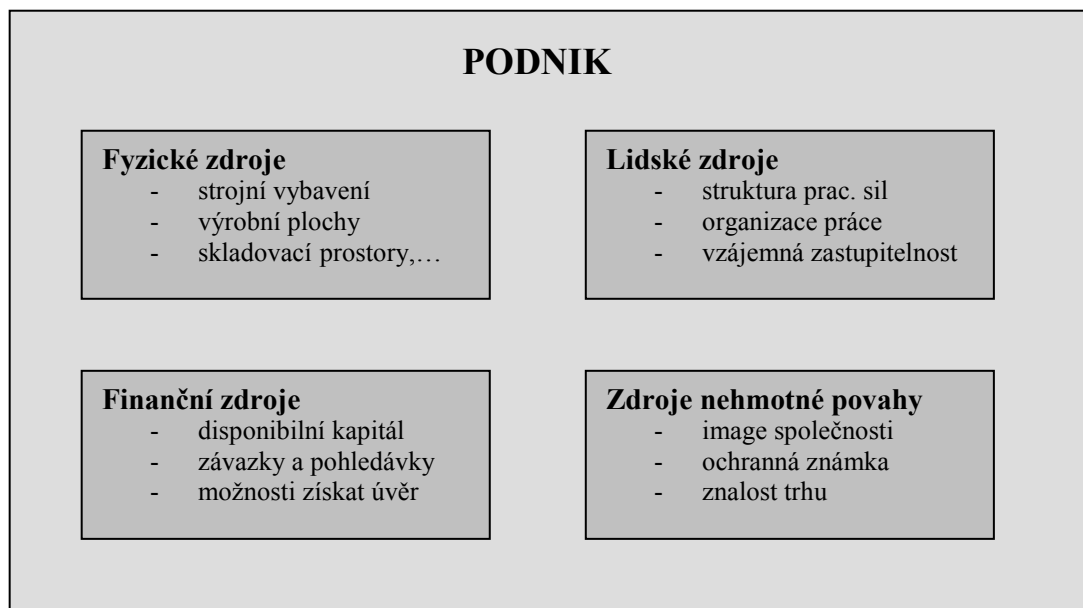 PODNIK
Fyzické zdroje
- strojní vybavení
- výrobní plochy
- skladovací prostory,…
Lidské zdroje
- struktura prac. sil
- organizace práce
- vzájemná zastupitelnost
Finanční zdroje
- disponibilní kapitál
- závazky a pohledávky
- možnosti získat úvěr
Zdroje nehmotné povahy
- image společnosti
- ochranná známka
- znalost trhu